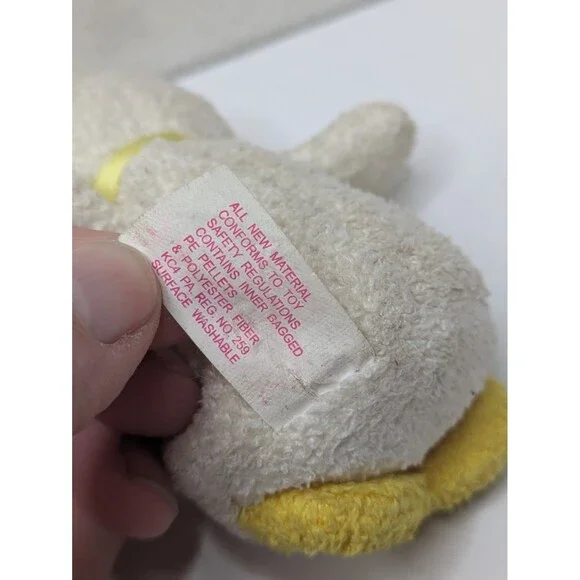 ALL NEW MATERIAL
CONFORMS TO TOY
SAFETY REGULATIONS
CONTAINS INNER BAGGED
PE PELLETS
& POLYESTER FIBER
KC4 PA. REG. NO. 259
SURFACE WASHABLE